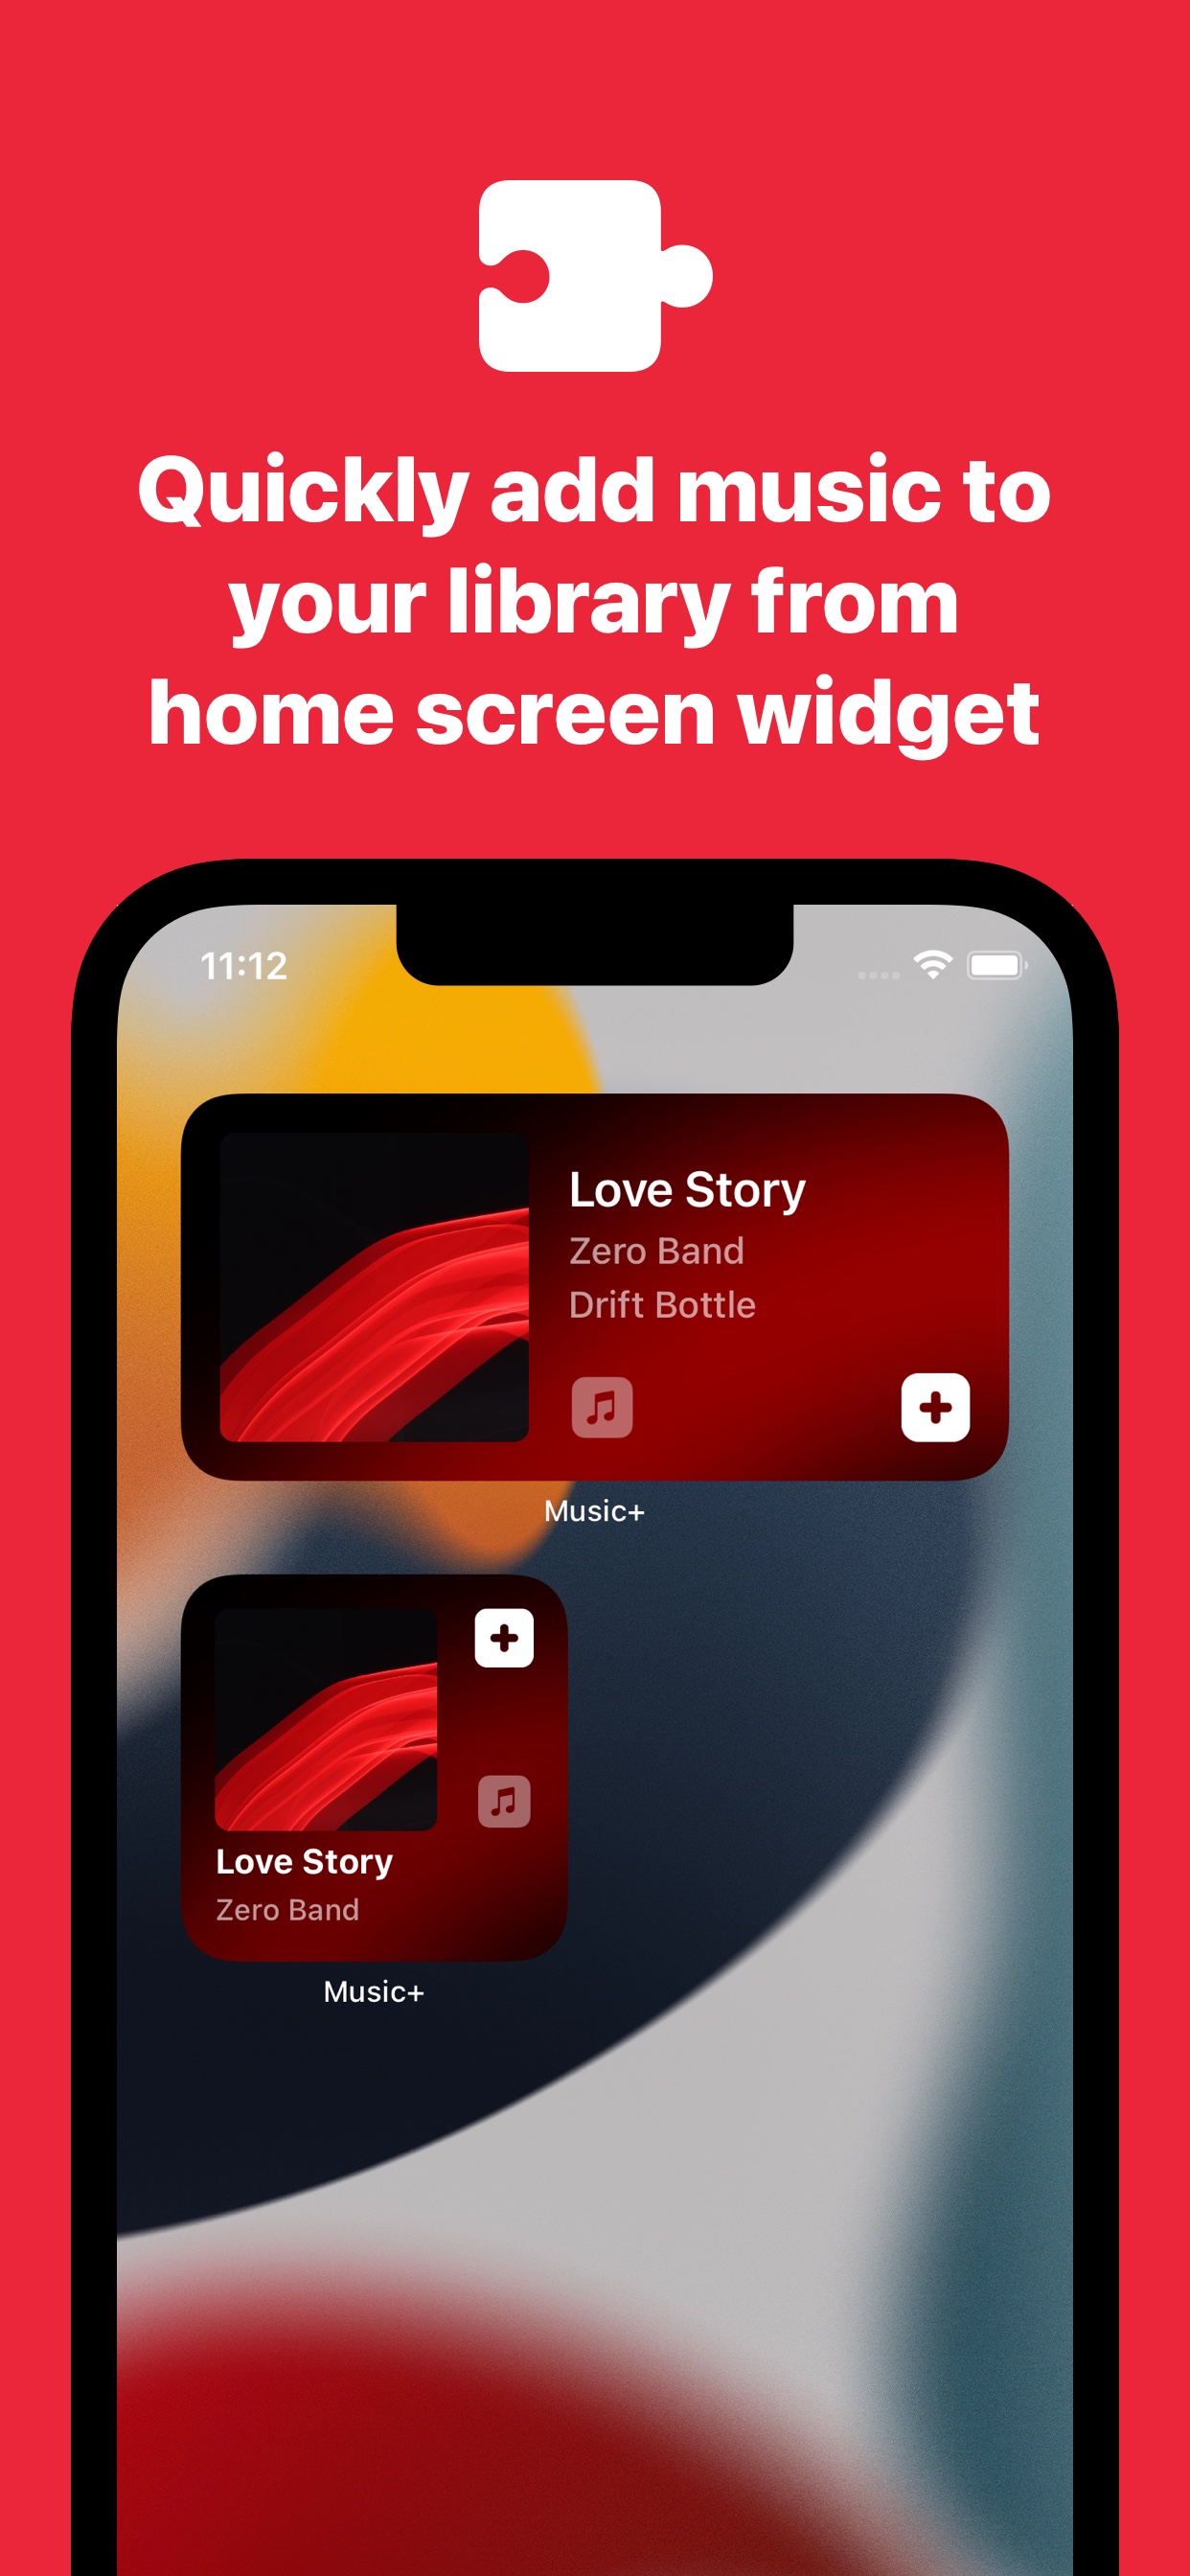 Quickly add music to
your library from
home screen widget
11:12
Love Story
Zero Band
Drift Bottle
Music+
Love Story
Zero Band
Music+